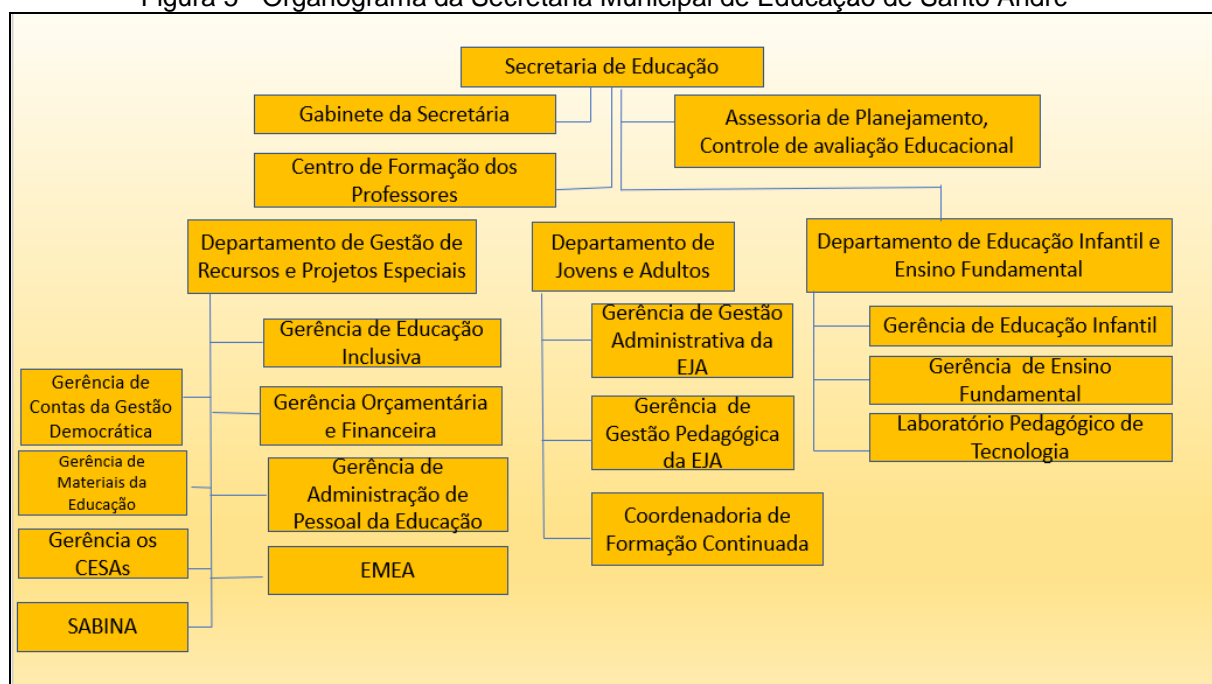 Figura 5 - Organograma da Secretaria Municipal de Educação de Santo André
Secretaria de Educação
Gabinete da Secretária
Assessoria de Planejamento,
Controle de avaliação Educacional
Centro de Formação dos
Professores
Departamento de Gestão de
Recursos e Projetos Especiais
Gerência de Educação
Inclusiva
Gerência de
Contas da Gestão
Democrática
Gerência Orçamentária
e Financeira
Gerência de
Materiais da
Educação
Gerência de
Administração de
Pessoal da Educação
Gerência os
CESAs
EMEA
SABINA
Departamento de
Jovens e Adultos
Gerência de Gestão
Administrativa da
EJA
Gerência de
Gestão Pedagógica
da EJA
Coordenadoria de
Formação Continuada
Departamento de Educação Infantil e
Ensino Fundamental
Gerência de Educação Infantil
Gerência de Ensino
Fundamental
Laboratório Pedagógico de
Tecnologia